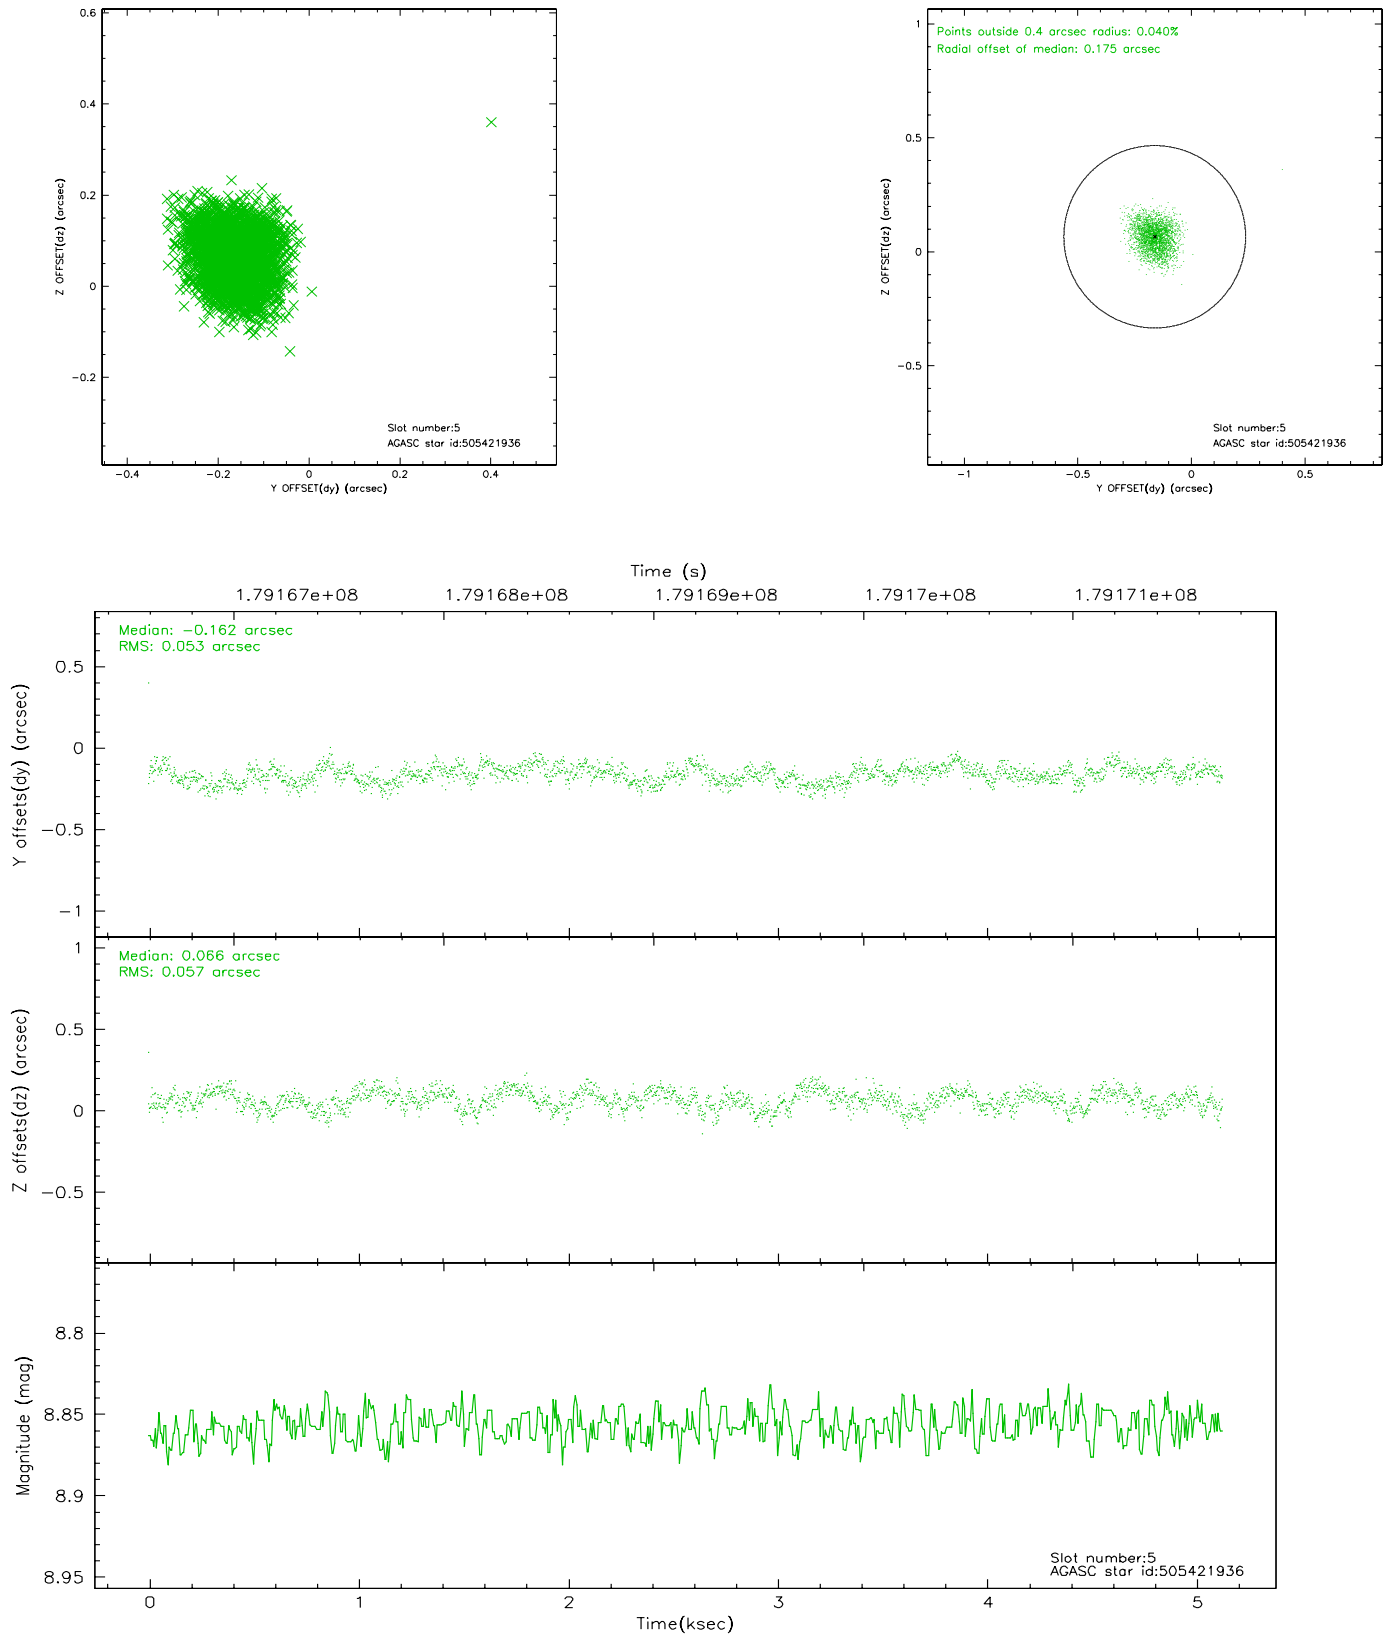 0.6
0.4
0.2
0
−0.2
−0.4
−0.2
0
0.2
0.4
Z OFFSET(dz) (arcsec)
Y OFFSET(dy) (arcsec)
Slot number:5
AGASC star id:505421936
Points outside 0.4 arcsec radius: 0.040%
Radial offset of median: 0.175 arcsec
1
0.5
0
−0.5
−1
−0.5
0
0.5
Z OFFSET(dz) (arcsec)
Y OFFSET(dy) (arcsec)
Slot number:5
AGASC star id:505421936
Time (s)
1.79167e+08
1.79168e+08
1.79169e+08
1.7917e+08
1.79171e+08
Median: −0.162 arcsec
RMS: 0.053 arcsec
0.5
0
−0.5
−1
Y offsets(dy) (arcsec)
Median: 0.066 arcsec
RMS: 0.057 arcsec
1
0.5
0
−0.5
Z offsets(dz) (arcsec)
8.8
8.85
8.9
8.95
Magnitude (mag)
Slot number:5
AGASC star id:505421936
0
1
2
3
4
5
Time(ksec)